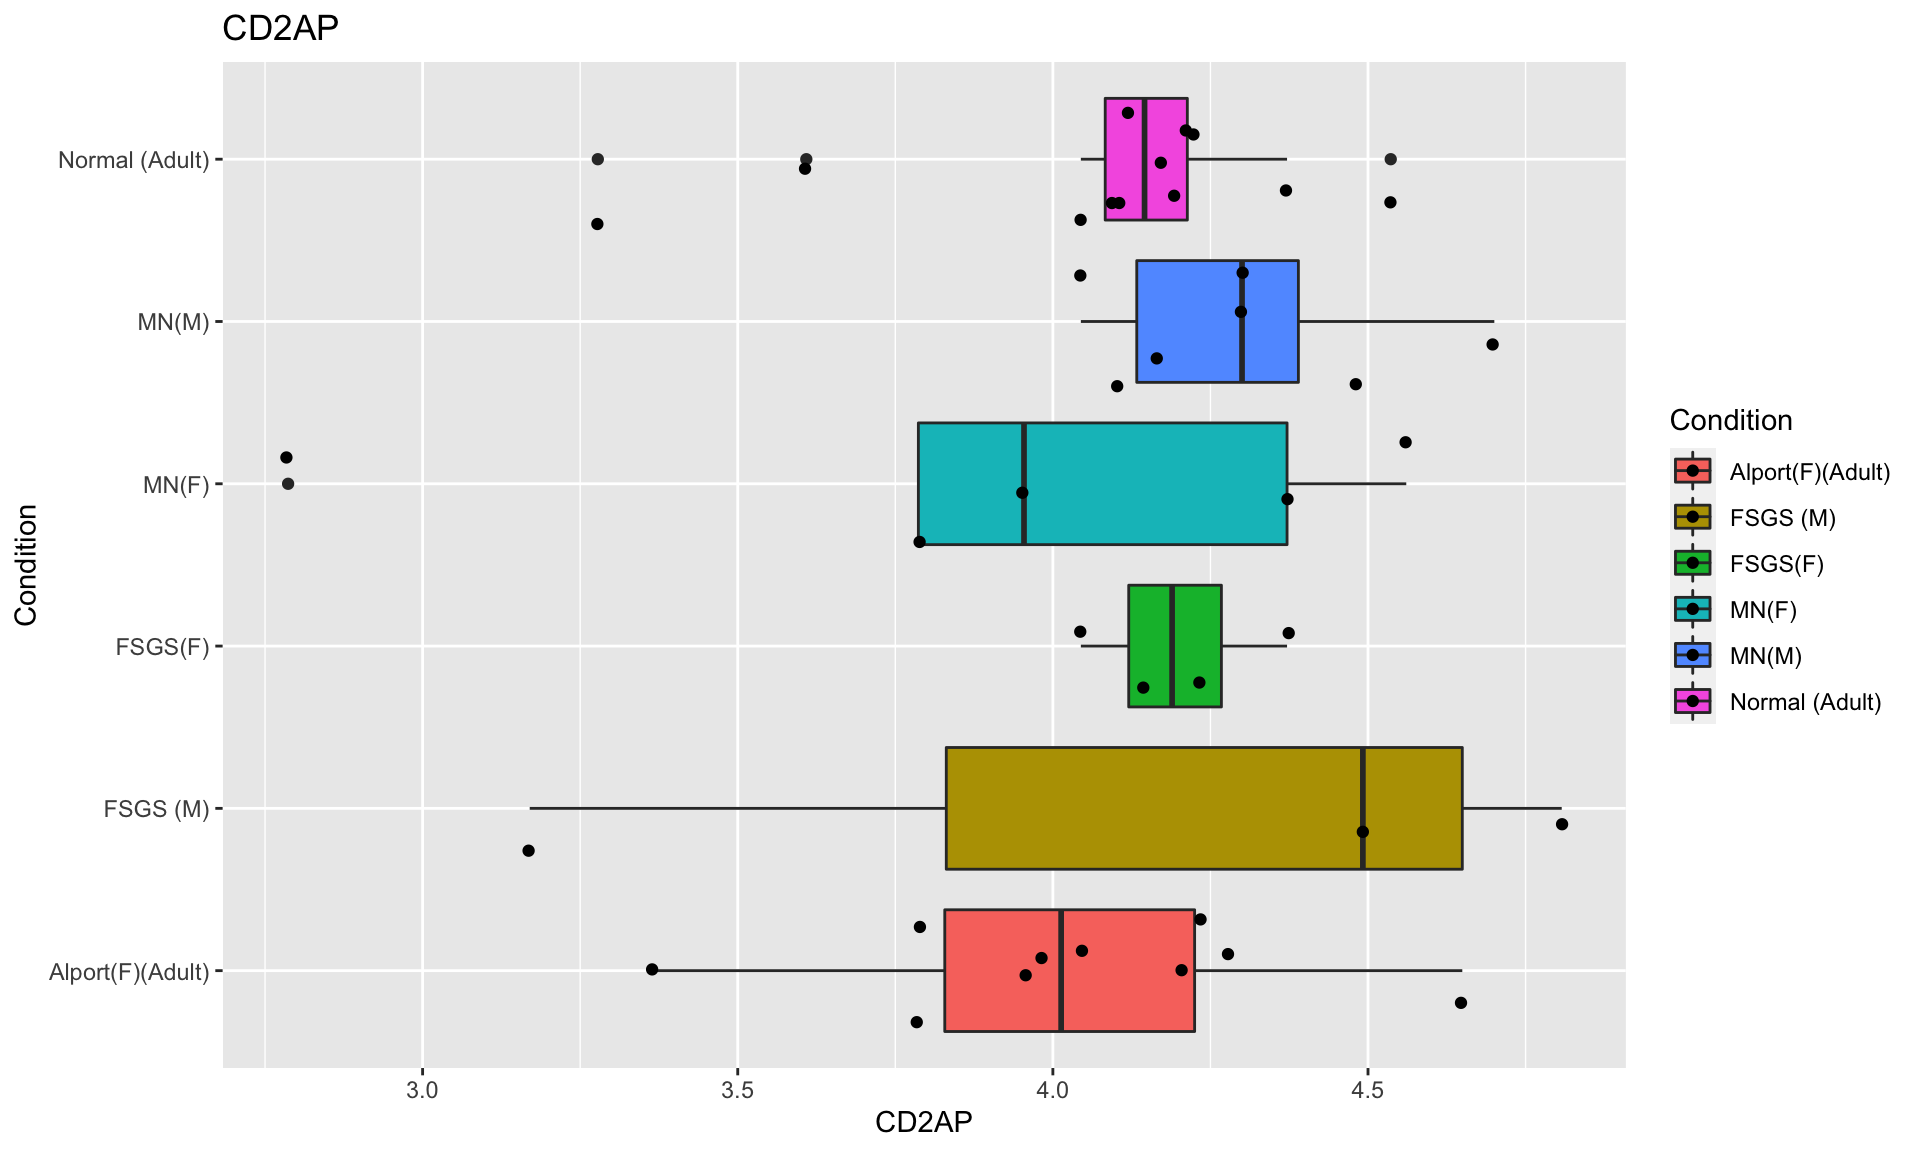 CD2AP
Normal (Adult)
MN(M)
MN(F)
FSGS(F)
FSGS (M)
Alport(F)(Adult)
Condition
3.0 3.5 4.0 4.5
CD2AP
Condition
Alport(F)(Adult)
FSGS (M)
FSGS(F)
MN(F)
MN(M)
Normal (Adult)